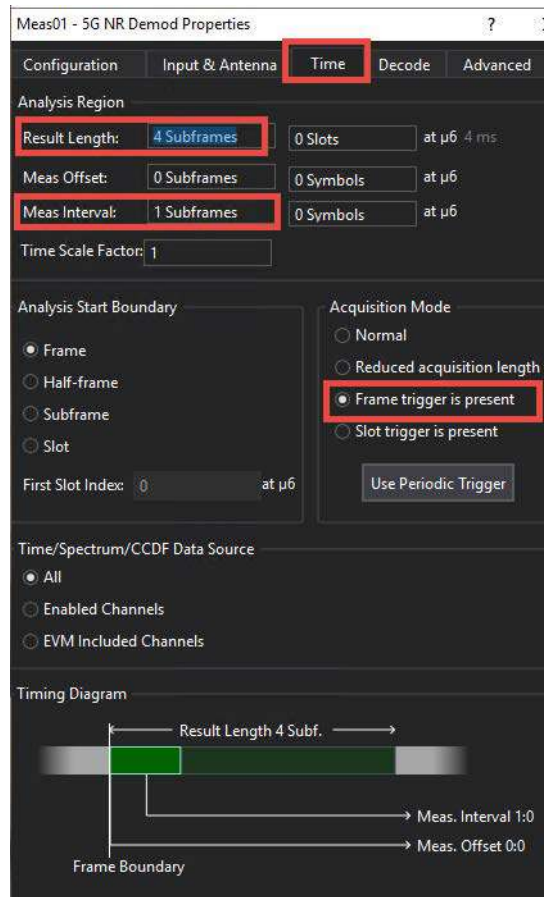 Meas01 - 5G NR Demod Properties ?
Configuration Input & Antenna Time Decode Advanced
Analysis Region
Result Length: 4 Subframes 0 Slots at µ6 4 ms
Meas Offset: 0 Subframes 0 Symbols at µ6
Meas Interval: 1 Subframes 0 Symbols at µ6
Time Scale Factor: 1
Analysis Start Boundary
Frame
Half-frame
Subframe
Slot
First Slot Index: 0 at µ6
Acquisition Mode
Normal
Reduced acquisition length
Frame trigger is present
Slot trigger is present
Use Periodic Trigger
Time/Spectrum/CCDF Data Source
All
Enabled Channels
EVM Included Channels
Timing Diagram
Result Length 4 Subf.
Meas. Interval 1:0
Meas. Offset 0:0
Frame Boundary